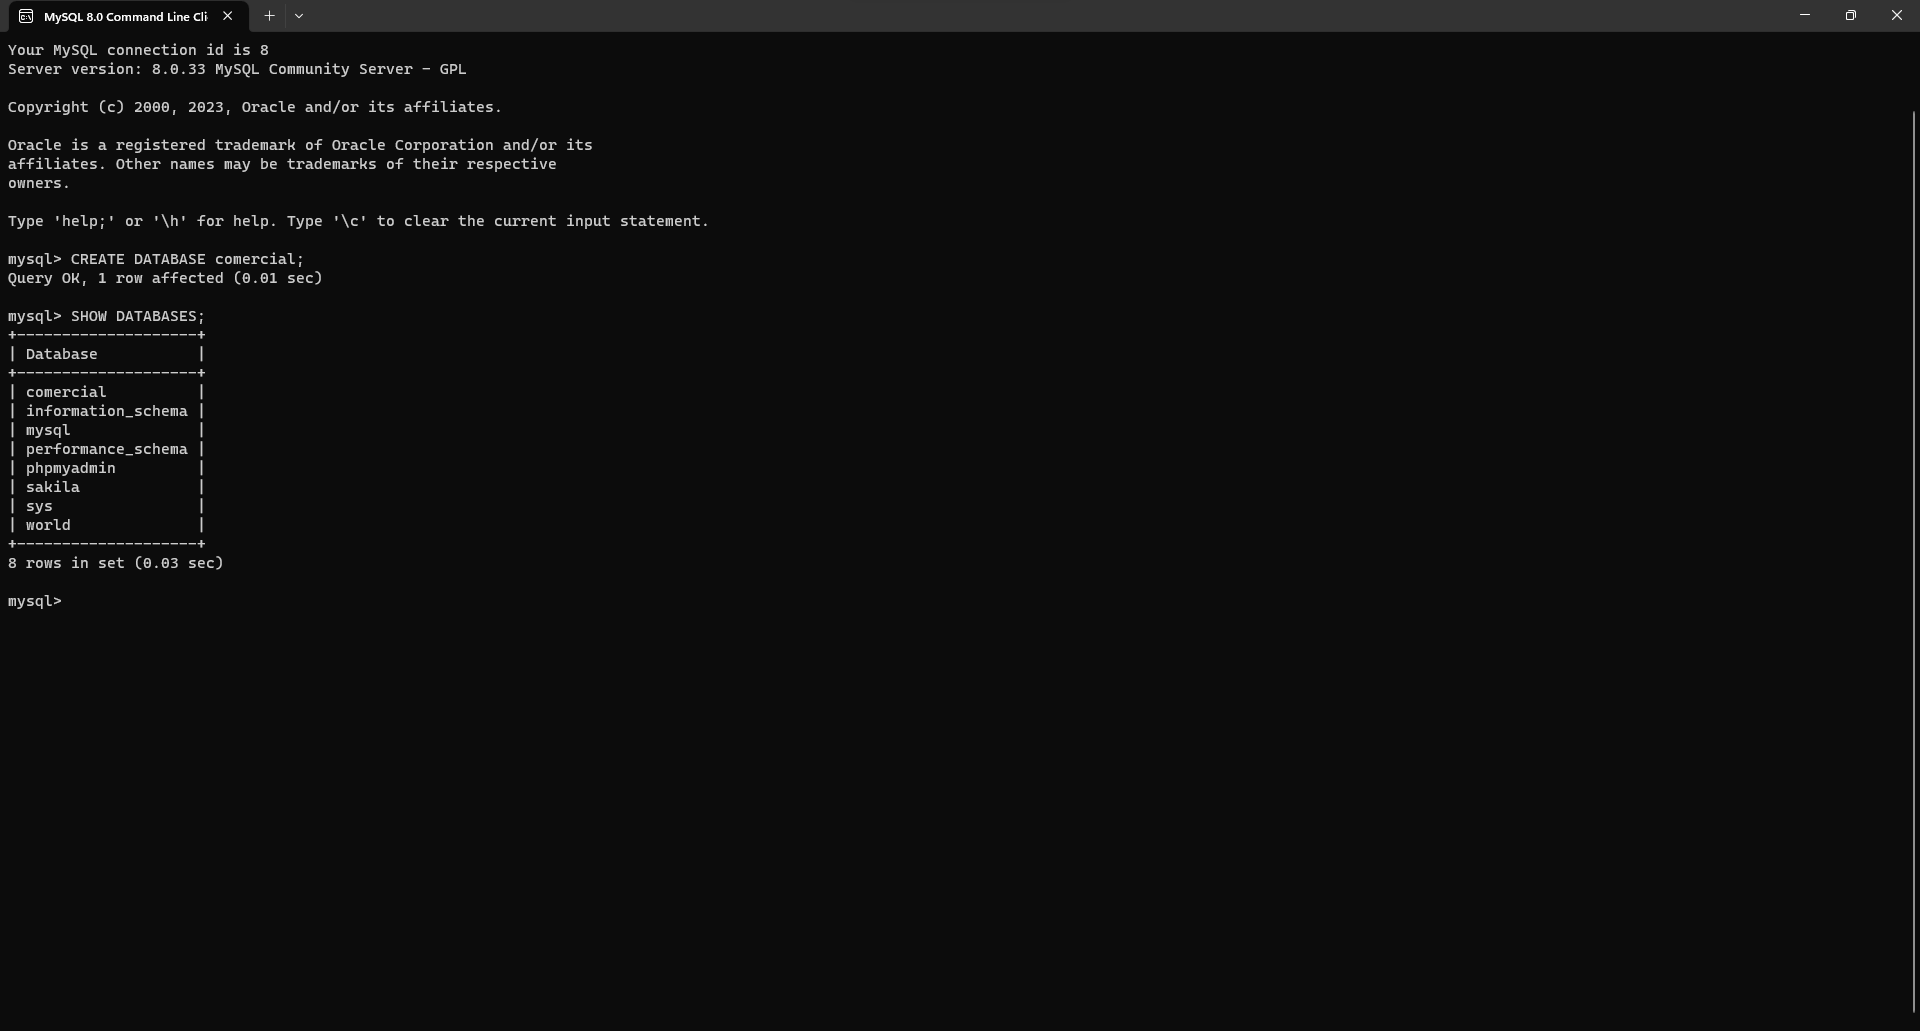 MySQL 8.0 Command Line Cli
Your MySQL connection id is 8
Server version: 8.0.33 MySQL Community Server - GPL
Copyright (c) 2000, 2023, Oracle and/or its affiliates.
Oracle is a registered trademark of Oracle Corporation and/or its
affiliates. Other names may be trademarks of their respective
owners.
Type 'help;' or '\h' for help. Type '\c' to clear the current input statement.
mysql> CREATE DATABASE comercial;
Query OK, 1 row affected (0.01 sec)
mysql> SHOW DATABASES;
+--------------------+
| Database           |
+--------------------+
| comercial          |
| information_schema |
| mysql              |
| performance_schema |
| phpmyadmin         |
| sakila             |
| sys                |
| world              |
+--------------------+
8 rows in set (0.03 sec)
mysql>